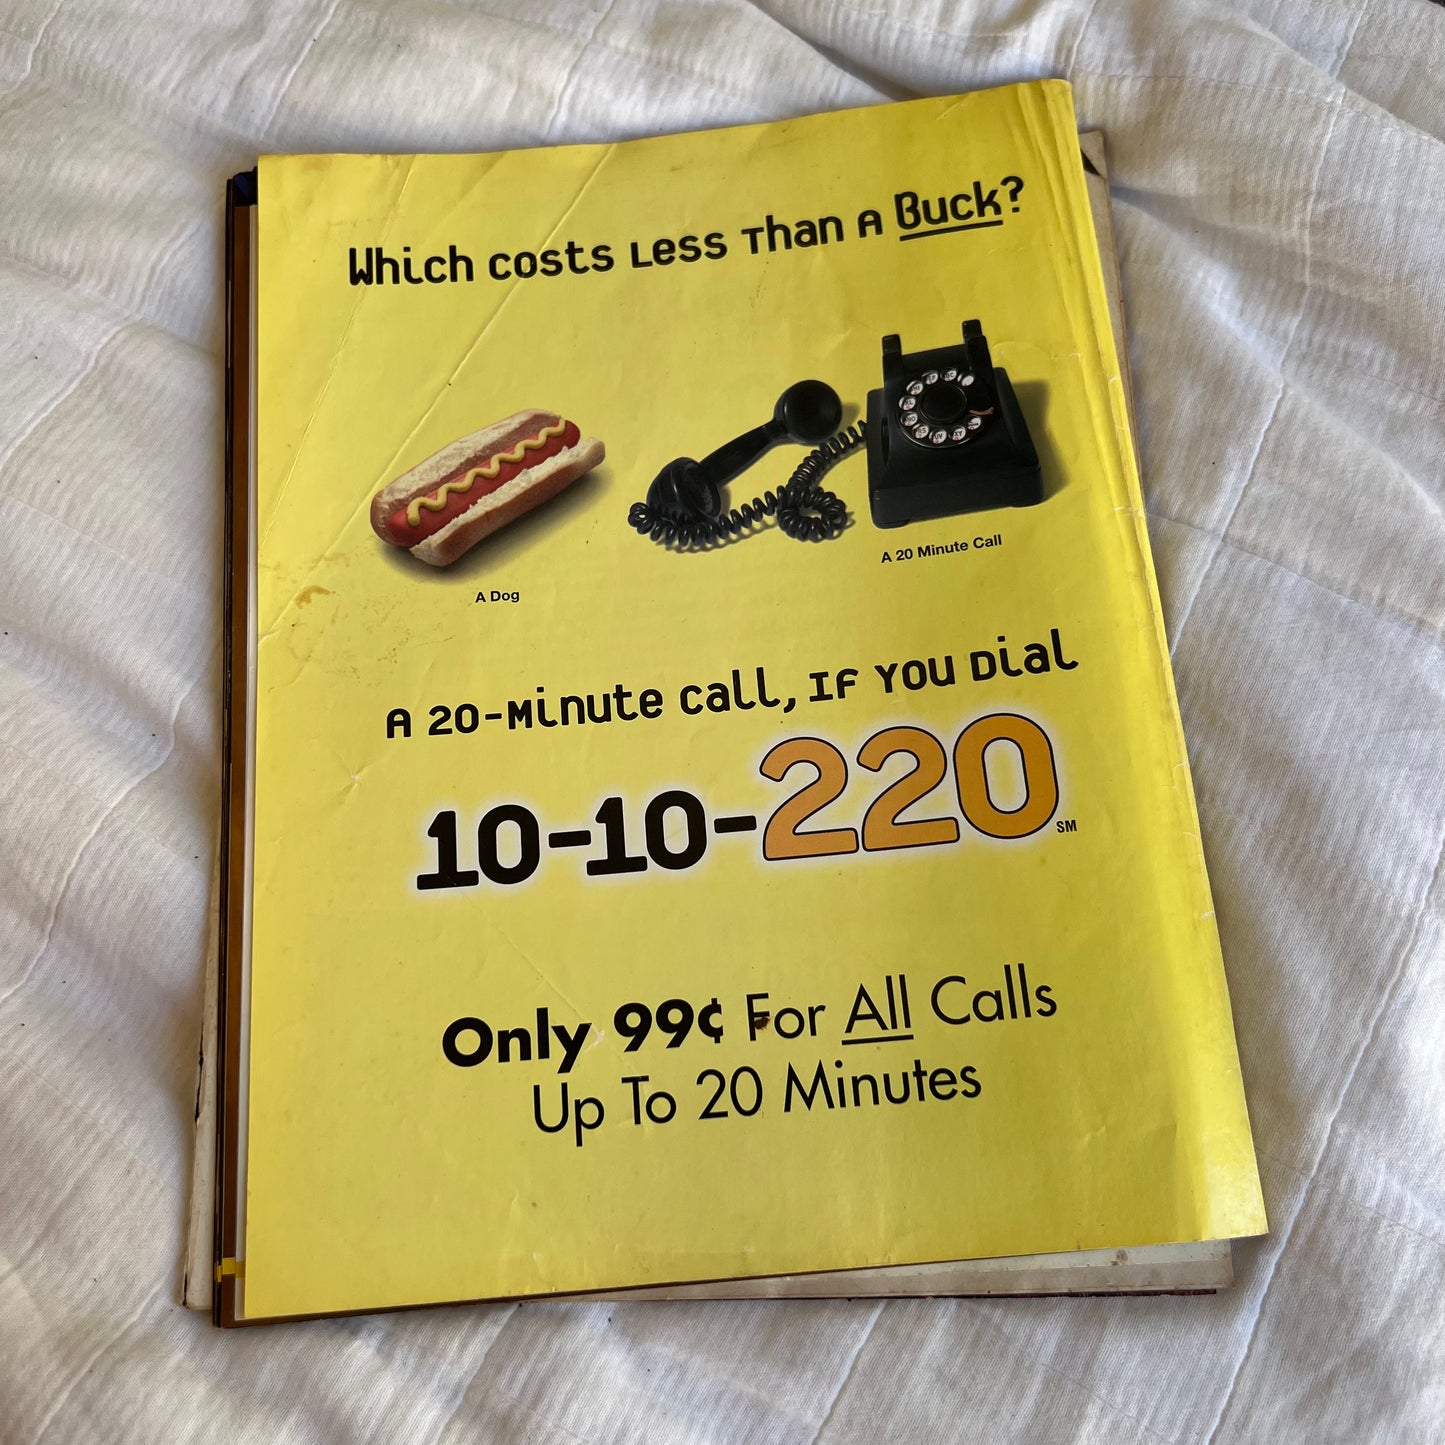 Which costs Less Than A Buck?
A Dog
A 20 Minute Call
A 20-Minute call, IF YOU Dial
10-10-220 SM
Only 99¢ For All Calls
Up To 20 Minutes